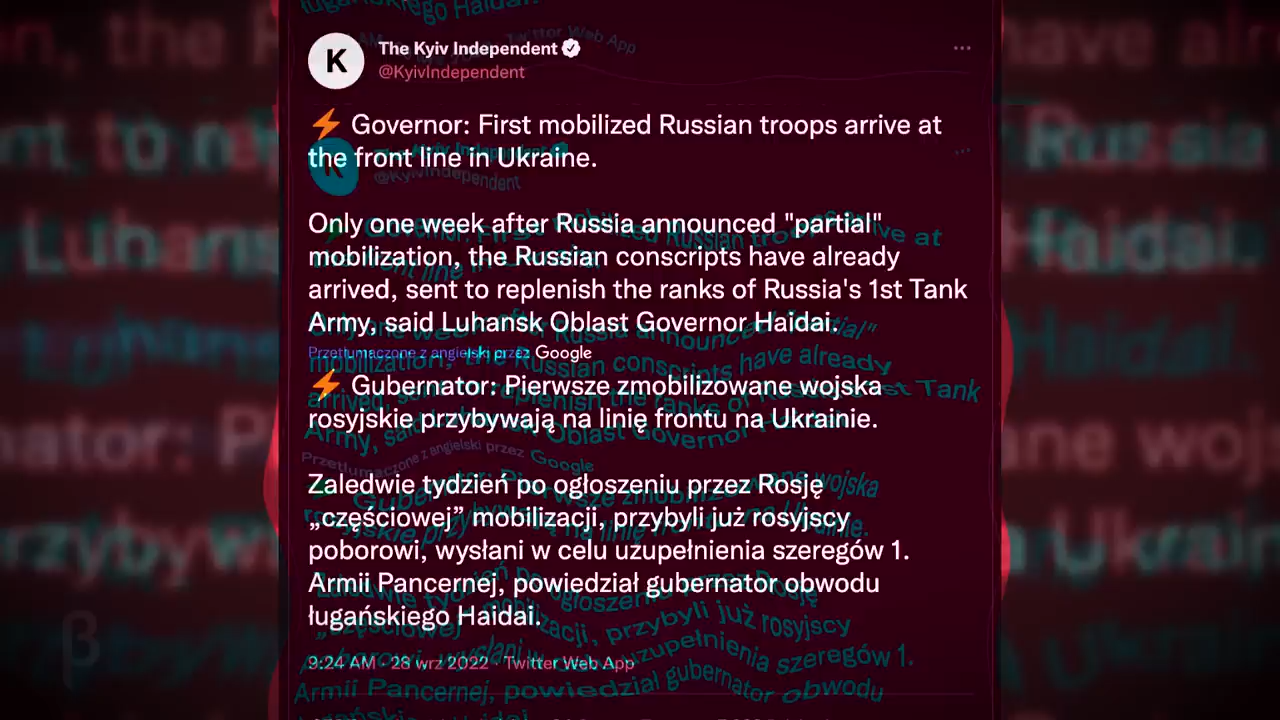 The Kyiv Independent
@KyivIndependent
⚡ Governor: First mobilized Russian troops arrive at
the front line in Ukraine.
Only one week after Russia announced "partial"
mobilization, the Russian conscripts have already
arrived, sent to replenish the ranks of Russia's 1st Tank
Army, said Luhansk Oblast Governor Haidai.
Przetłumaczone z angielski przez Google
⚡ Gubernator: Pierwsze zmobilizowane wojska
rosyjskie przybywają na linię frontu na Ukrainie.
Zaledwie tydzień po ogłoszeniu przez Rosję
„częściowej” mobilizacji, przybyli już rosyjscy
poborowi, wysłani w celu uzupełnienia szeregów 1.
Armii Pancernej, powiedział gubernator obwodu
ługańskiego Haidai.
9:24 AM · 28 wrz 2022 · Twitter Web App